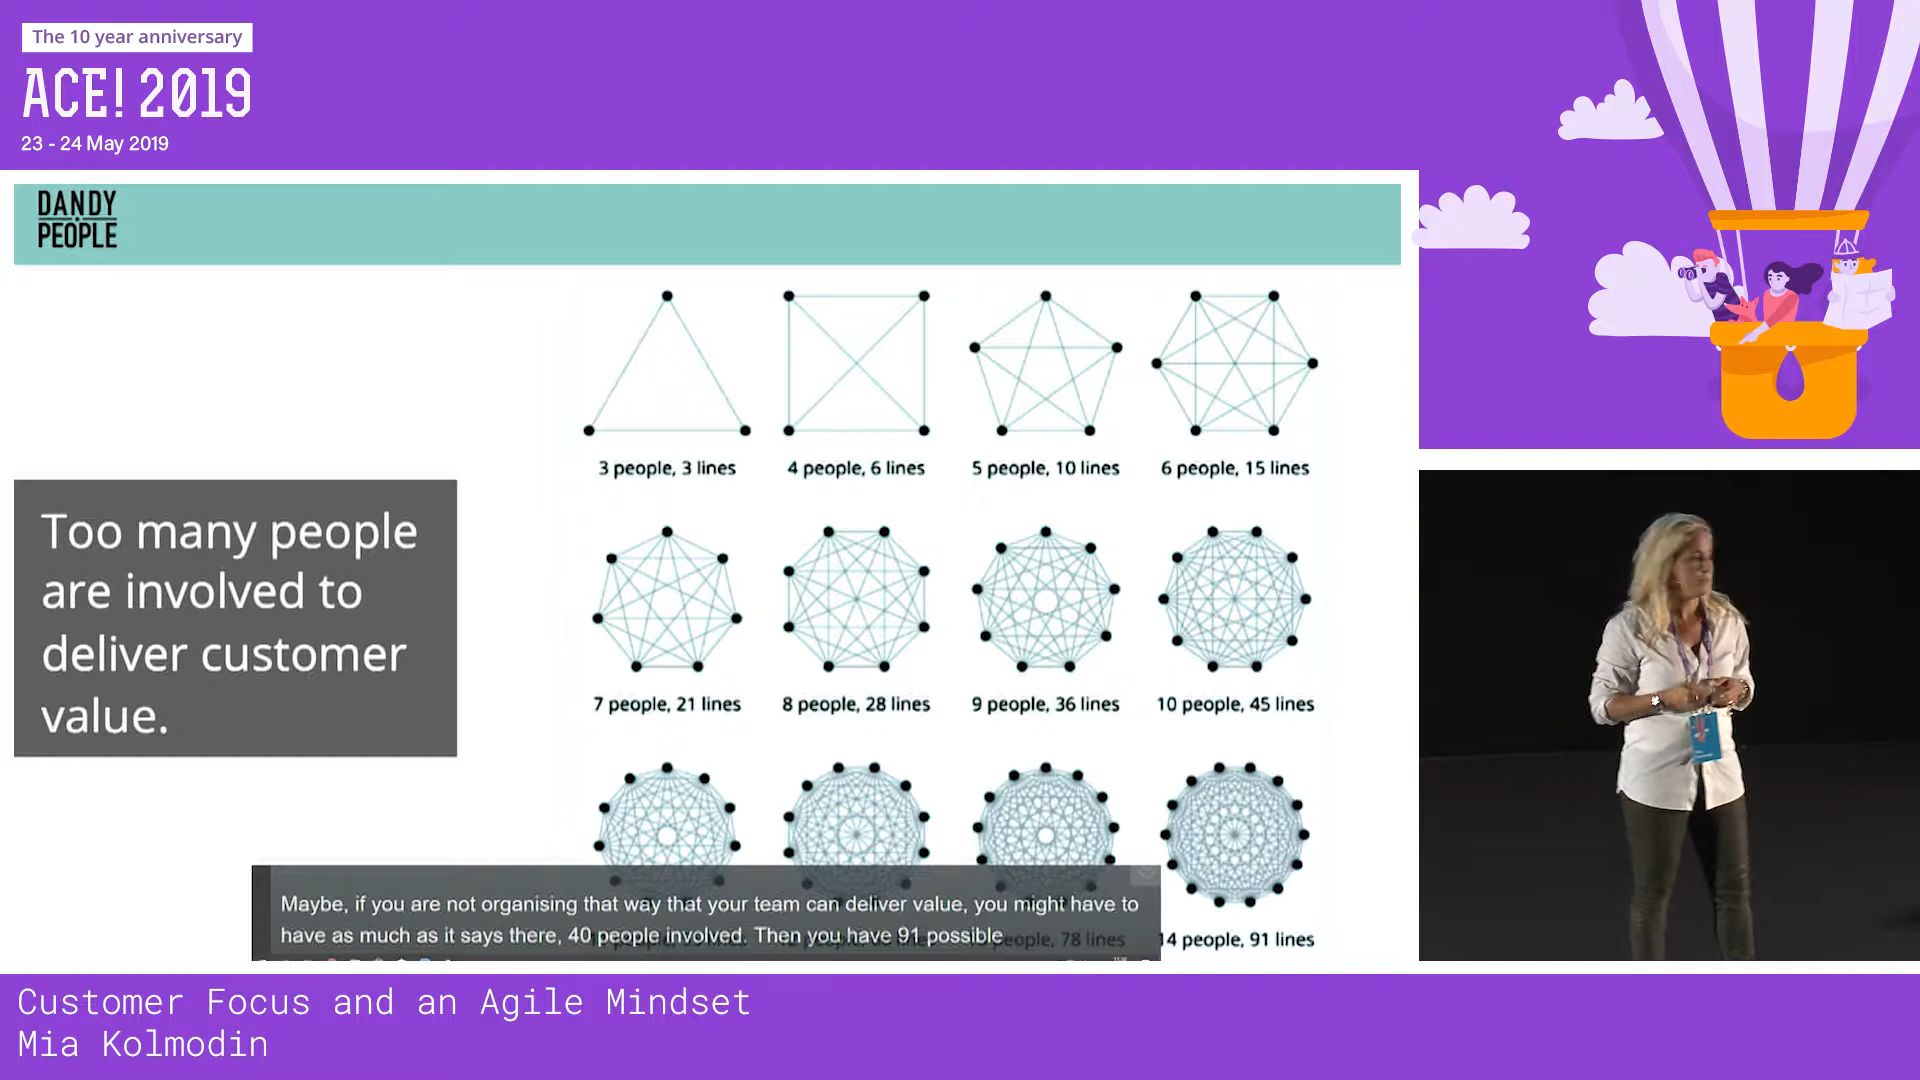 The 10 year anniversary
ACE! 2019
23 - 24 May 2019
DANDY
PEOPLE
3 people, 3 lines
4 people, 6 lines
5 people, 10 lines
6 people, 15 lines
Too many people
are involved to
deliver customer
value.
7 people, 21 lines
8 people, 28 lines
9 people, 36 lines
10 people, 45 lines
people, 78 lines
14 people, 91 lines
Maybe, if you are not organising that way that your team can deliver value, you might have to
have as much as it says there, 40 people involved. Then you have 91 possible
Customer Focus and an Agile Mindset
Mia Kolmodin